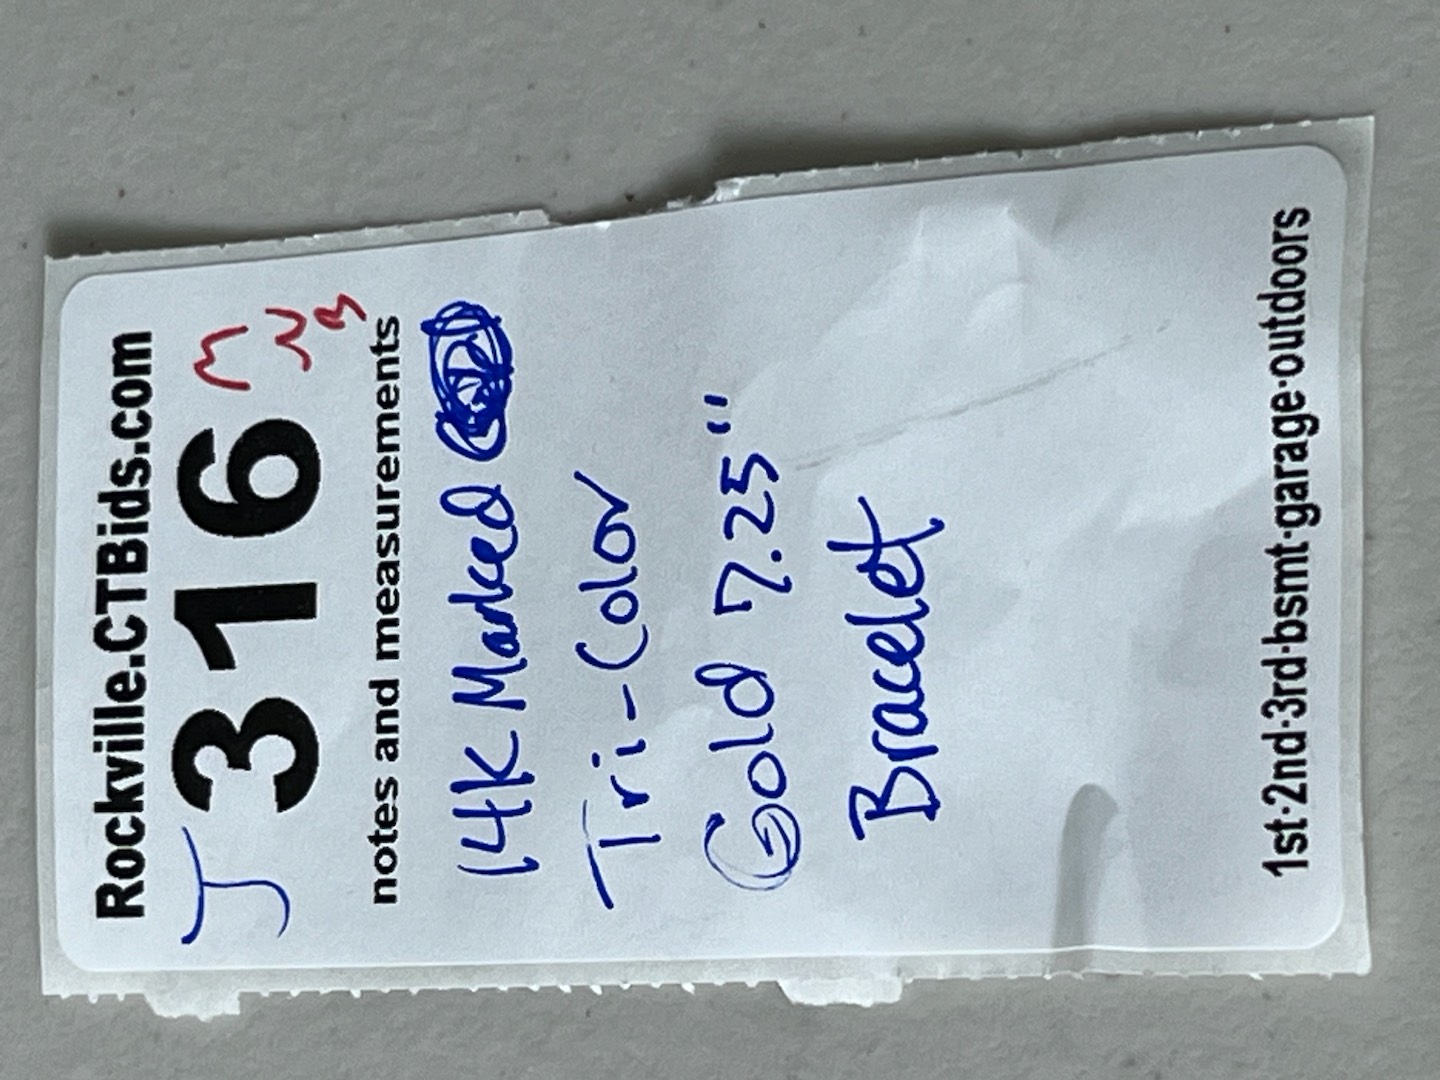 Rockville.CTBids.com
J 316
notes and measurements
14K Marked
Tri-Color
Gold 7.25"
Bracelet
1st·2nd·3rd·bsmt·garage·outdoors